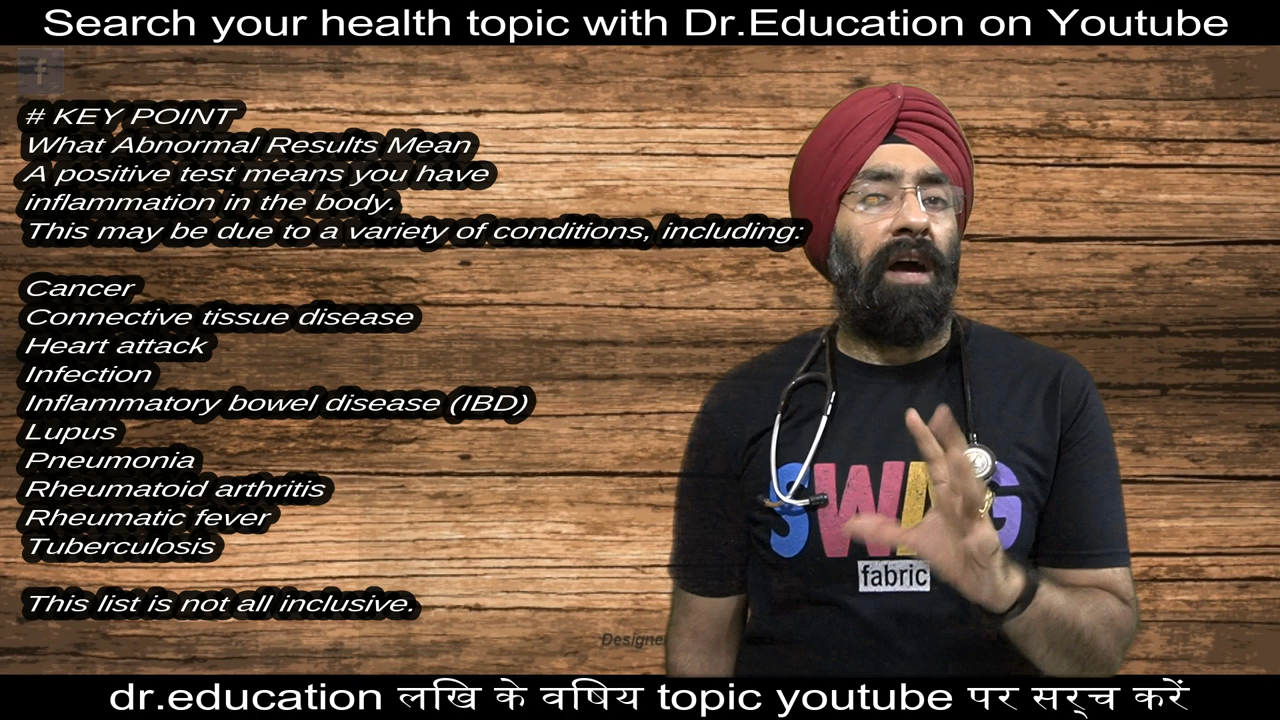 Search your health topic with Dr.Education on Youtube
f
# KEY POINT
What Abnormal Results Mean
A positive test means you have
inflammation in the body.
This may be due to a variety of conditions, including:
Cancer
Connective tissue disease
Heart attack
Infection
Inflammatory bowel disease (IBD)
Lupus
Pneumonia
Rheumatoid arthritis
Rheumatic fever
Tuberculosis
This list is not all inclusive.
fabric
dr.education लखि के वषिय topic youtube पर सर्च करें